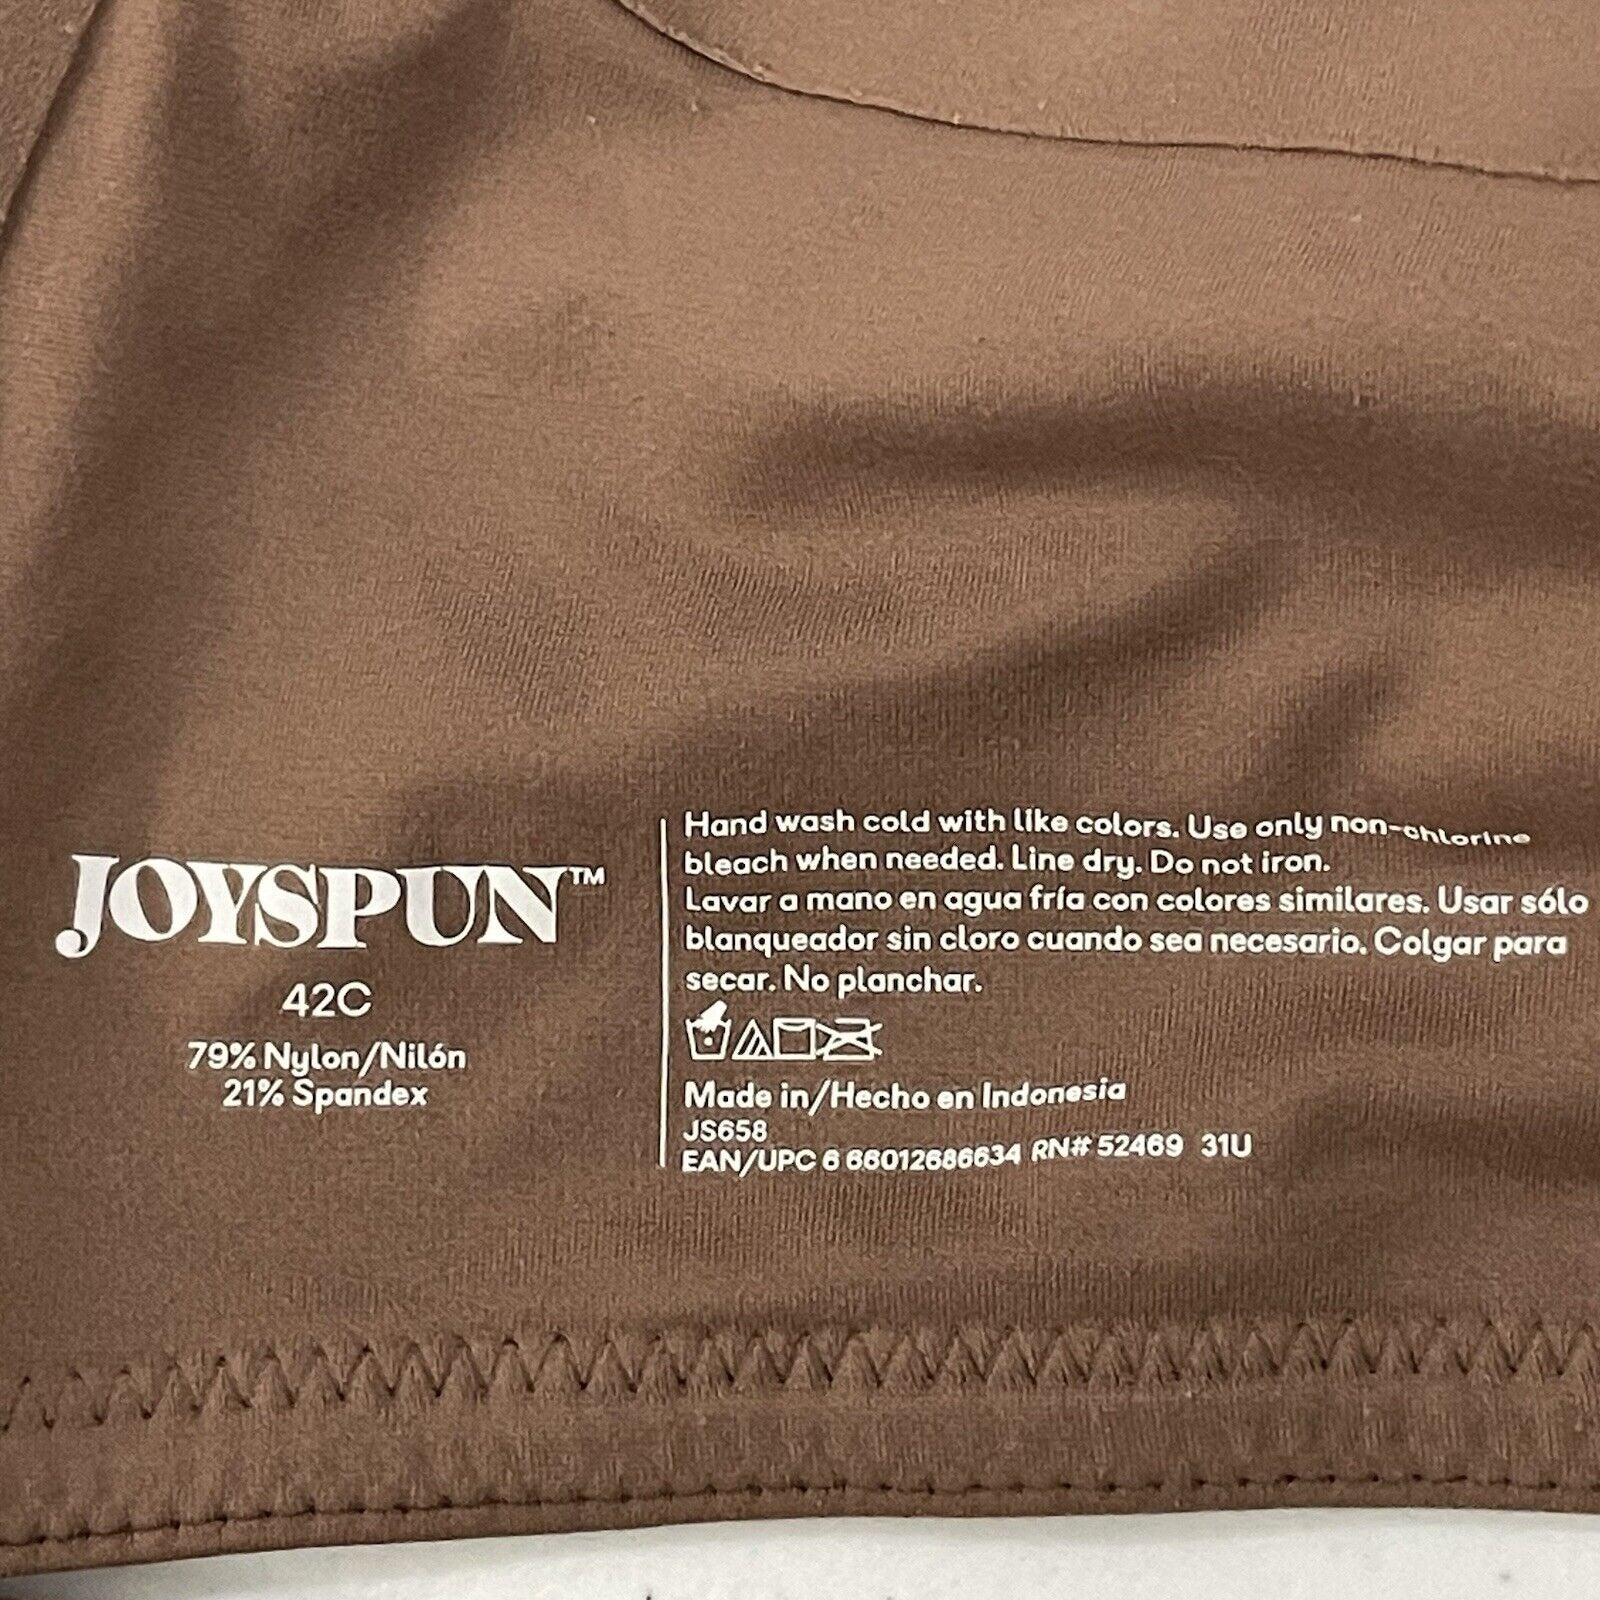 JOYSPUN™
42C
79% Nylon/Nilón
21% Spandex
Hand wash cold with like colors. Use only non-chlorine
bleach when needed. Line dry. Do not iron.
Lavar a mano en agua fría con colores similares. Usar sólo
blanqueador sin cloro cuando sea necesario. Colgar para
secar. No planchar.
Made in/Hecho en Indonesia
JS658
EAN/UPC 6 66012686634 RN# 52469 31U